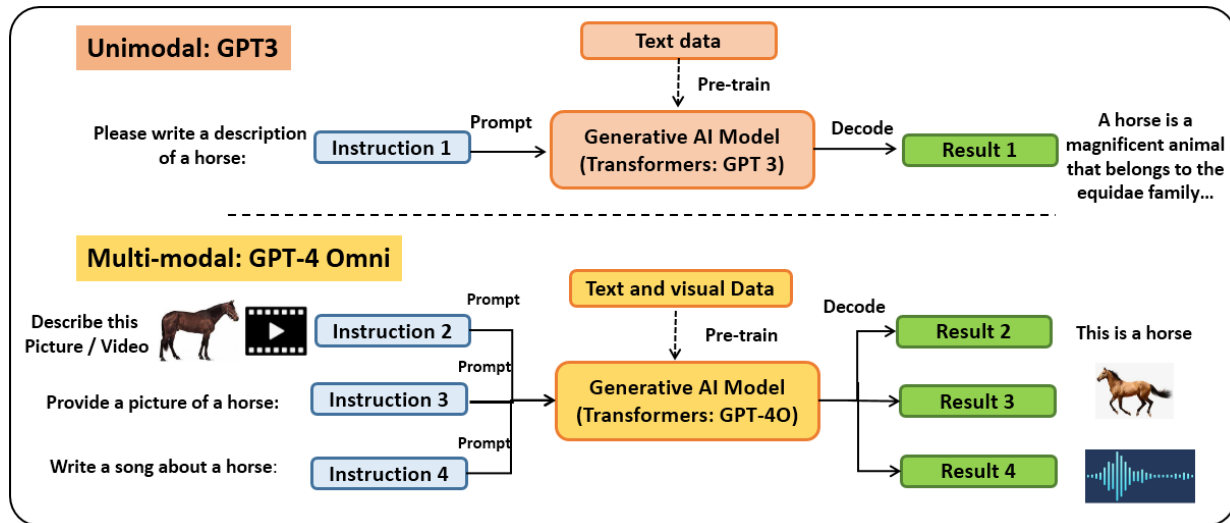 Unimodal: GPT3
Text data
Pre-train
Please write a description
of a horse:
Instruction 1
Prompt
Generative AI Model
(Transformers: GPT 3)
Decode
Result 1
A horse is a
magnificent animal
that belongs to the
equidae family...
Multi-modal: GPT-4 Omni
Text and visual Data
Pre-train
Describe this
Picture / Video
Instruction 2
Prompt
Decode
Result 2
This is a horse
Provide a picture of a horse:
Instruction 3
Prompt
Generative AI Model
(Transformers: GPT-4O)
Result 3
Write a song about a horse:
Instruction 4
Prompt
Result 4